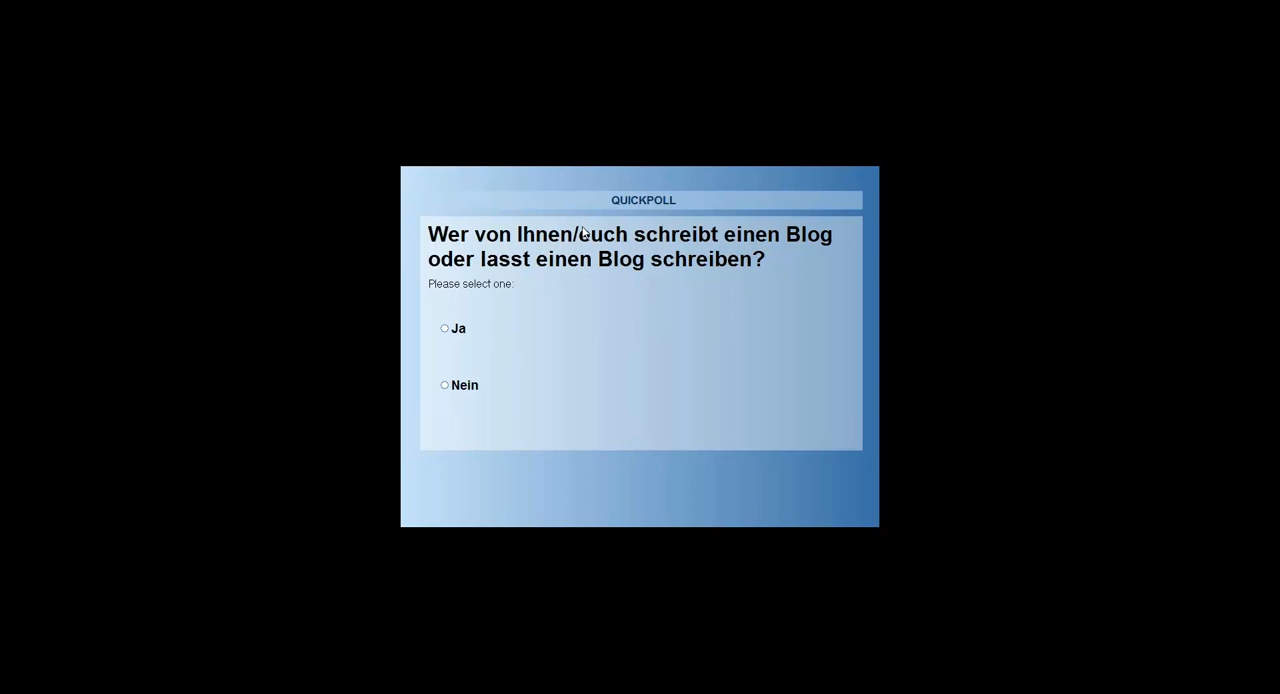 QUICKPOLL
Wer von Ihnen/euch schreibt einen Blog
oder lasst einen Blog schreiben?
Please select one:
Ja
Nein